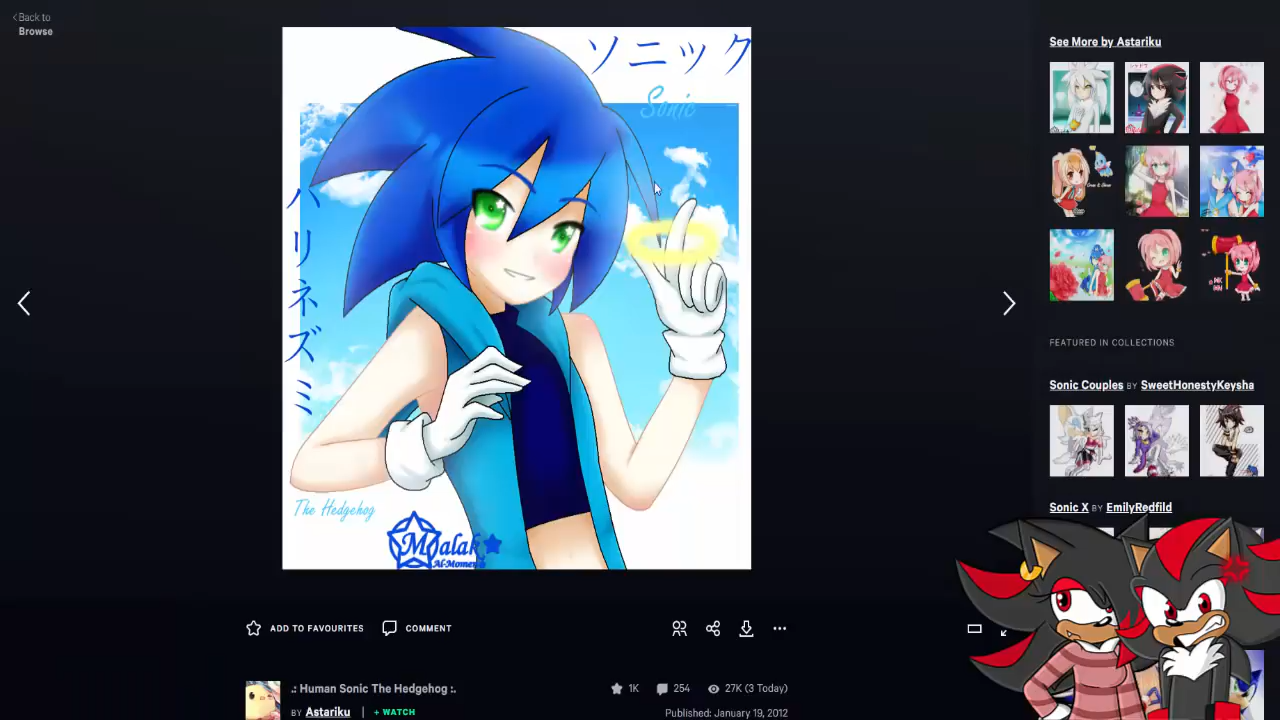 Back to
Browse
ソニック
Sonic
ハリネズミ
The Hedgehog
Malak
Al-Momen
ADD TO FAVOURITES
COMMENT
.: Human Sonic The Hedgehog :.
BY Astariku
+ WATCH
1K
254
27K (3 Today)
Published: January 19, 2012
See More by Astariku
FEATURED IN COLLECTIONS
Sonic Couples BY SweetHonestyKeysha
Sonic X BY EmilyRedfild